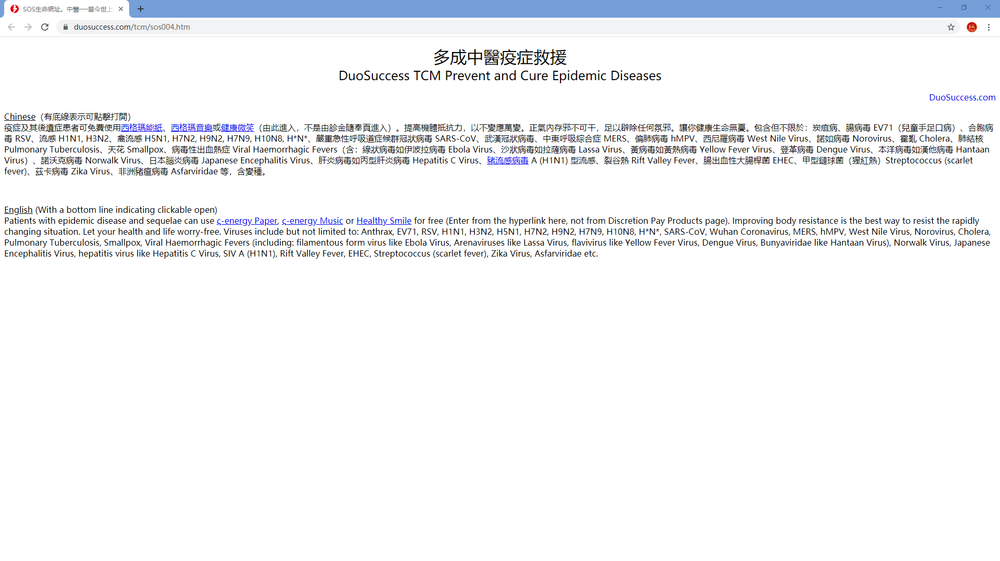 SOS生命網址。中醫──當今世上
duosuccess.com/tcm/sos004.htm
多成中醫疫症救援
DuoSuccess TCM Prevent and Cure Epidemic Diseases
DuoSuccess.com
Chinese（有底線表示可點擊打開）
疫症及其後遺症患者可免費使用西格瑪能紙、西格瑪音樂或健康微笑（由此進入，不是由診金隨奉頁進入）。提高機體抵抗力，以不變應萬變。正氣內存邪不可干，足以辟除任何氛邪。讓你健康生命無憂。包含但不限於：炭疽病、腸病毒 EV71（兒童手足口病）、合胞病
毒 RSV、流感 H1N1, H3N2、禽流感 H5N1, H7N2, H9N2, H7N9, H10N8, H*N*、嚴重急性呼吸道症候群冠狀病毒 SARS-CoV、武漢冠狀病毒、中東呼吸綜合症 MERS、偏肺病毒 hMPV、西尼羅病毒 West Nile Virus、諾如病毒 Norovirus、霍亂 Cholera、肺結核
Pulmonary Tuberculosis、天花 Smallpox、病毒性出血熱症 Viral Haemorrhagic Fevers（含：線狀病毒如伊波拉病毒 Ebola Virus、沙狀病毒如拉薩病毒 Lassa Virus、黃病毒如黃熱病毒 Yellow Fever Virus、登革病毒 Dengue Virus、本洋病毒如漢他病毒 Hantaan
Virus）、諾沃克病毒 Norwalk Virus、日本腦炎病毒 Japanese Encephalitis Virus、肝炎病毒如丙型肝炎病毒 Hepatitis C Virus、豬流感病毒 A (H1N1) 型流感、裂谷熱 Rift Valley Fever、腸出血性大腸桿菌 EHEC、甲型鏈球菌（猩紅熱）Streptococcus (scarlet
fever)、茲卡病毒 Zika Virus、非洲豬瘟病毒 Asfarviridae 等，含變種。
English (With a bottom line indicating clickable open)
Patients with epidemic disease and sequelae can use ς-energy Paper, ς-energy Music or Healthy Smile for free (Enter from the hyperlink here, not from Discretion Pay Products page). Improving body resistance is the best way to resist the rapidly
changing situation. Let your health and life worry-free. Viruses include but not limited to: Anthrax, EV71, RSV, H1N1, H3N2, H5N1, H7N2, H9N2, H7N9, H10N8, H*N*, SARS-CoV, Wuhan Coronavirus, MERS, hMPV, West Nile Virus, Norovirus, Cholera,
Pulmonary Tuberculosis, Smallpox, Viral Haemorrhagic Fevers (including: filamentous form virus like Ebola Virus, Arenaviruses like Lassa Virus, flavivirus like Yellow Fever Virus, Dengue Virus, Bunyaviridae like Hantaan Virus), Norwalk Virus, Japanese
Encephalitis Virus, hepatitis virus like Hepatitis C Virus, SIV A (H1N1), Rift Valley Fever, EHEC, Streptococcus (scarlet fever), Zika Virus, Asfarviridae etc.